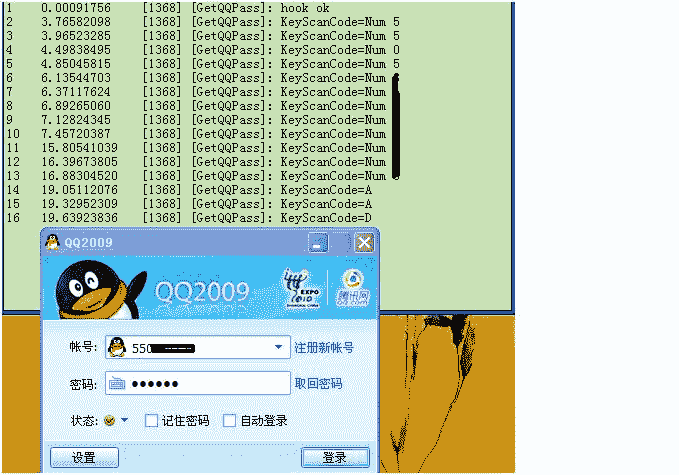 1 0.00091756 [1368] [GetQQPass]: hook ok
2 3.76582098 [1368] [GetQQPass]: KeyScanCode=Num 5
3 3.96523285 [1368] [GetQQPass]: KeyScanCode=Num 5
4 4.49838495 [1368] [GetQQPass]: KeyScanCode=Num 0
5 4.85045815 [1368] [GetQQPass]: KeyScanCode=Num 5
6 6.13544703 [1368] [GetQQPass]: KeyScanCode=Num
7 6.37117624 [1368] [GetQQPass]: KeyScanCode=Num
8 6.89265060 [1368] [GetQQPass]: KeyScanCode=Num
9 7.12824345 [1368] [GetQQPass]: KeyScanCode=Num
10 7.45720387 [1368] [GetQQPass]: KeyScanCode=Num
11 15.80541039 [1368] [GetQQPass]: KeyScanCode=Num
12 16.39673805 [1368] [GetQQPass]: KeyScanCode=Num
13 16.88304520 [1368] [GetQQPass]: KeyScanCode=Num
14 19.05112076 [1368] [GetQQPass]: KeyScanCode=A
15 19.32952309 [1368] [GetQQPass]: KeyScanCode=A
16 19.63923836 [1368] [GetQQPass]: KeyScanCode=D
QQ2009
QQ2009
EXPO
腾讯网
帐号: 550 注册新帐号
密码: ●●●●●● 取回密码
状态: 记住密码 自动登录
设置 登录